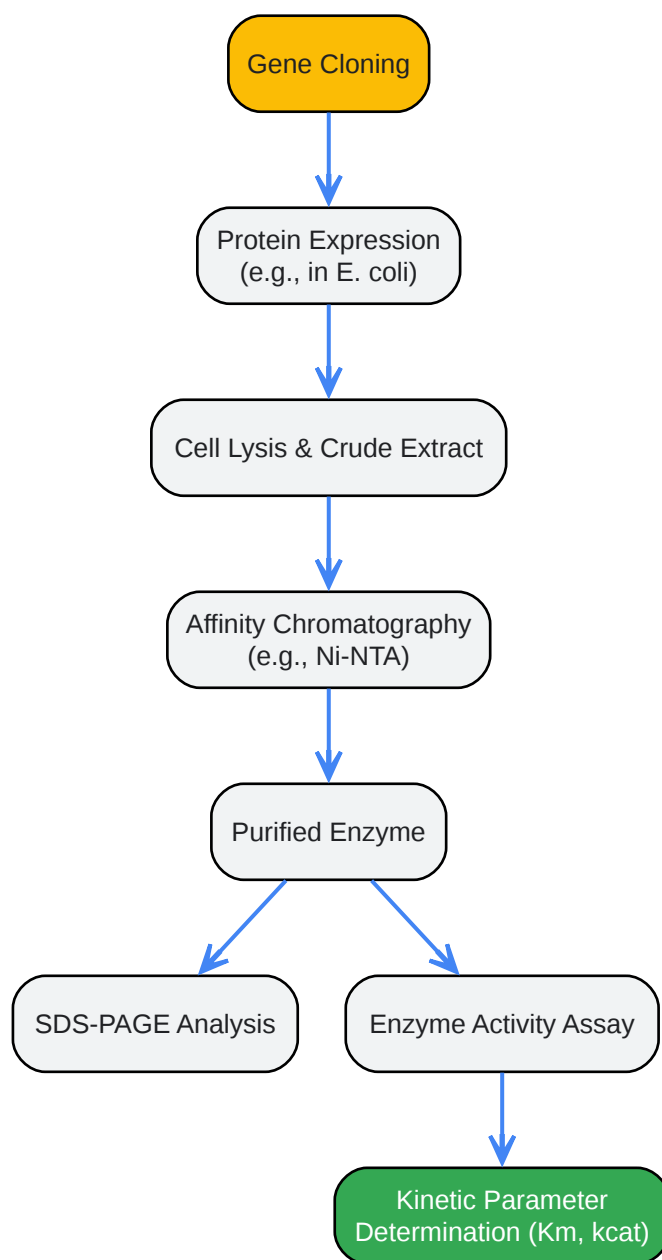 Gene Cloning
Protein Expression
(e.g., in E. coli)
Cell Lysis & Crude Extract
Affinity Chromatography
(e.g., Ni-NTA)
Purified Enzyme
SDS-PAGE Analysis
Enzyme Activity Assay
Kinetic Parameter
Determination (Km, kcat)